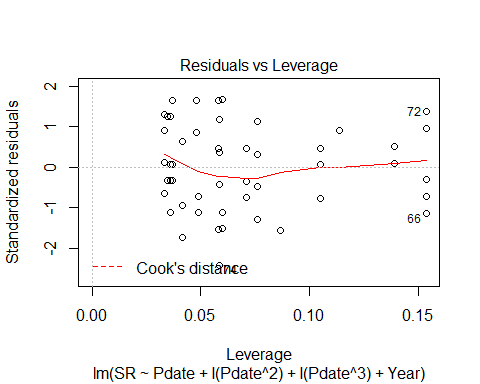 Residuals vs Leverage
Standardized residuals
2
1
0
-1
-2
72
66
74
Cook's distance
0.00
0.05
0.10
0.15
Leverage
lm(SR ~ Pdate + I(Pdate^2) + I(Pdate^3) + Year)